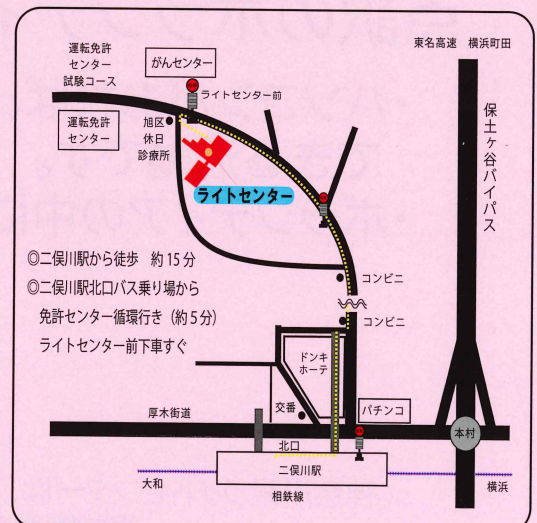 運転免許
センター
試験コース
がんセンター
東名高速 横浜町田
ライトセンター前
運転免許
センター
旭区
休日
診療所
保土ヶ谷バイパス
ライトセンター
◎二俣川駅から徒歩 約15分
◎二俣川駅北口バス乗り場から
免許センター循環行き（約5分）
ライトセンター前下車すぐ
コンビニ
コンビニ
ドンキ
ホーテ
交番
パチンコ
厚木街道
本村
北口
二俣川駅
大和
横浜
相鉄線